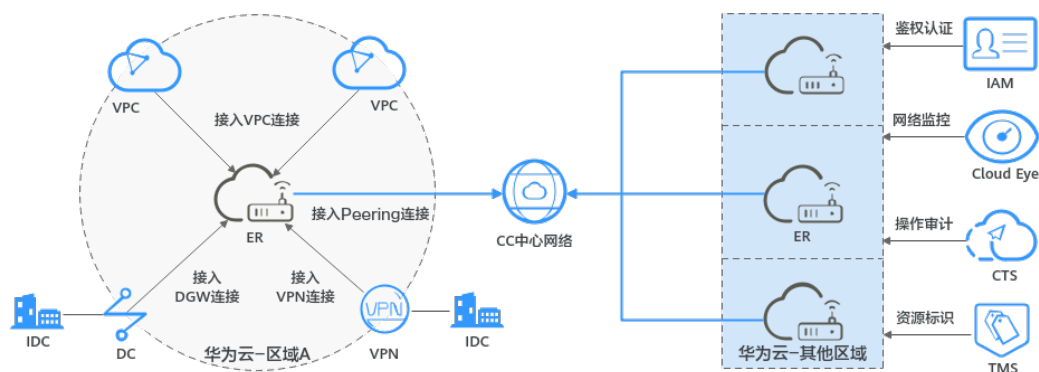 VPC
VPC
接入VPC连接
ER
接入Peering连接
接入
DGW连接
接入
VPN连接
IDC
DC
VPN
VPN
IDC
华为云-区域A
CC中心网络
ER
华为云-其他区域
鉴权认证
IAM
网络监控
Cloud Eye
操作审计
CTS
资源标识
TMS